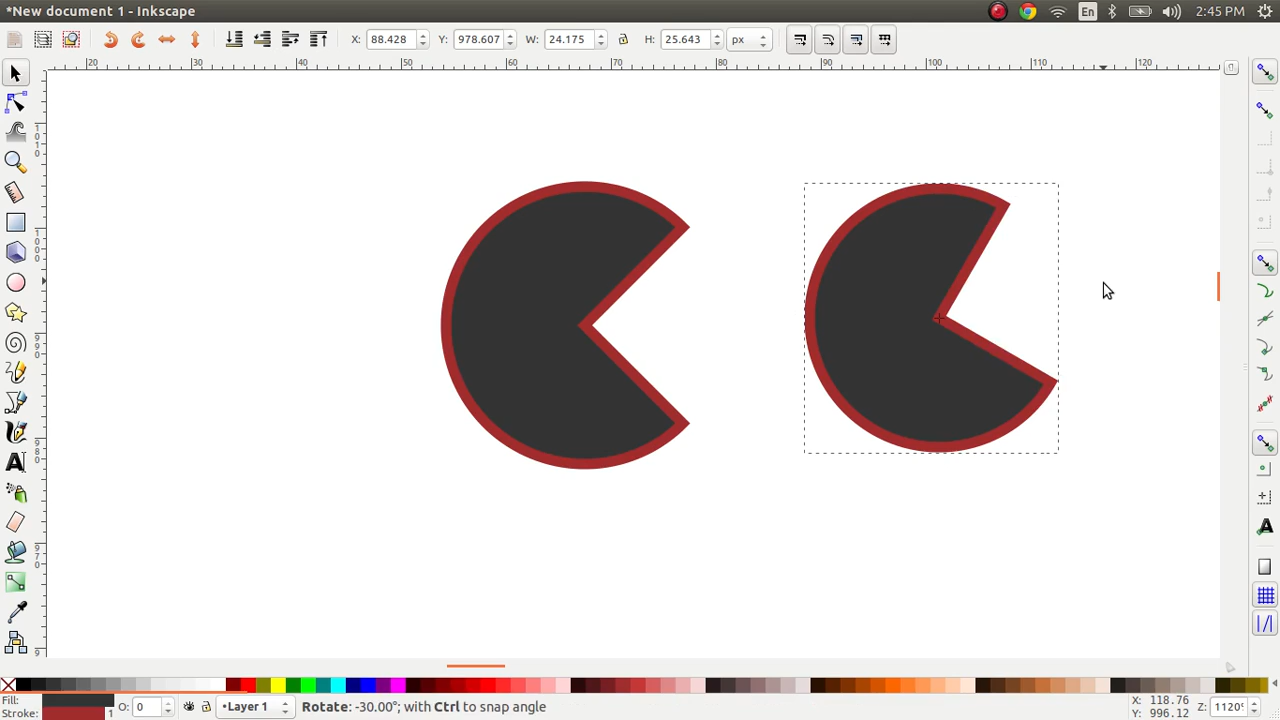 *New document 1 - Inkscape
En
2:45 PM
X: 88.428
Y: 978.607
W: 24.175
H: 25.643
px
20 30 40 50 60 70 80 90 100 110 120
Fill:
Stroke:
1
O: 0
Layer 1
Rotate: -30.00°; with Ctrl to snap angle
X: 118.76
Y: 996.12
Z: 1120%